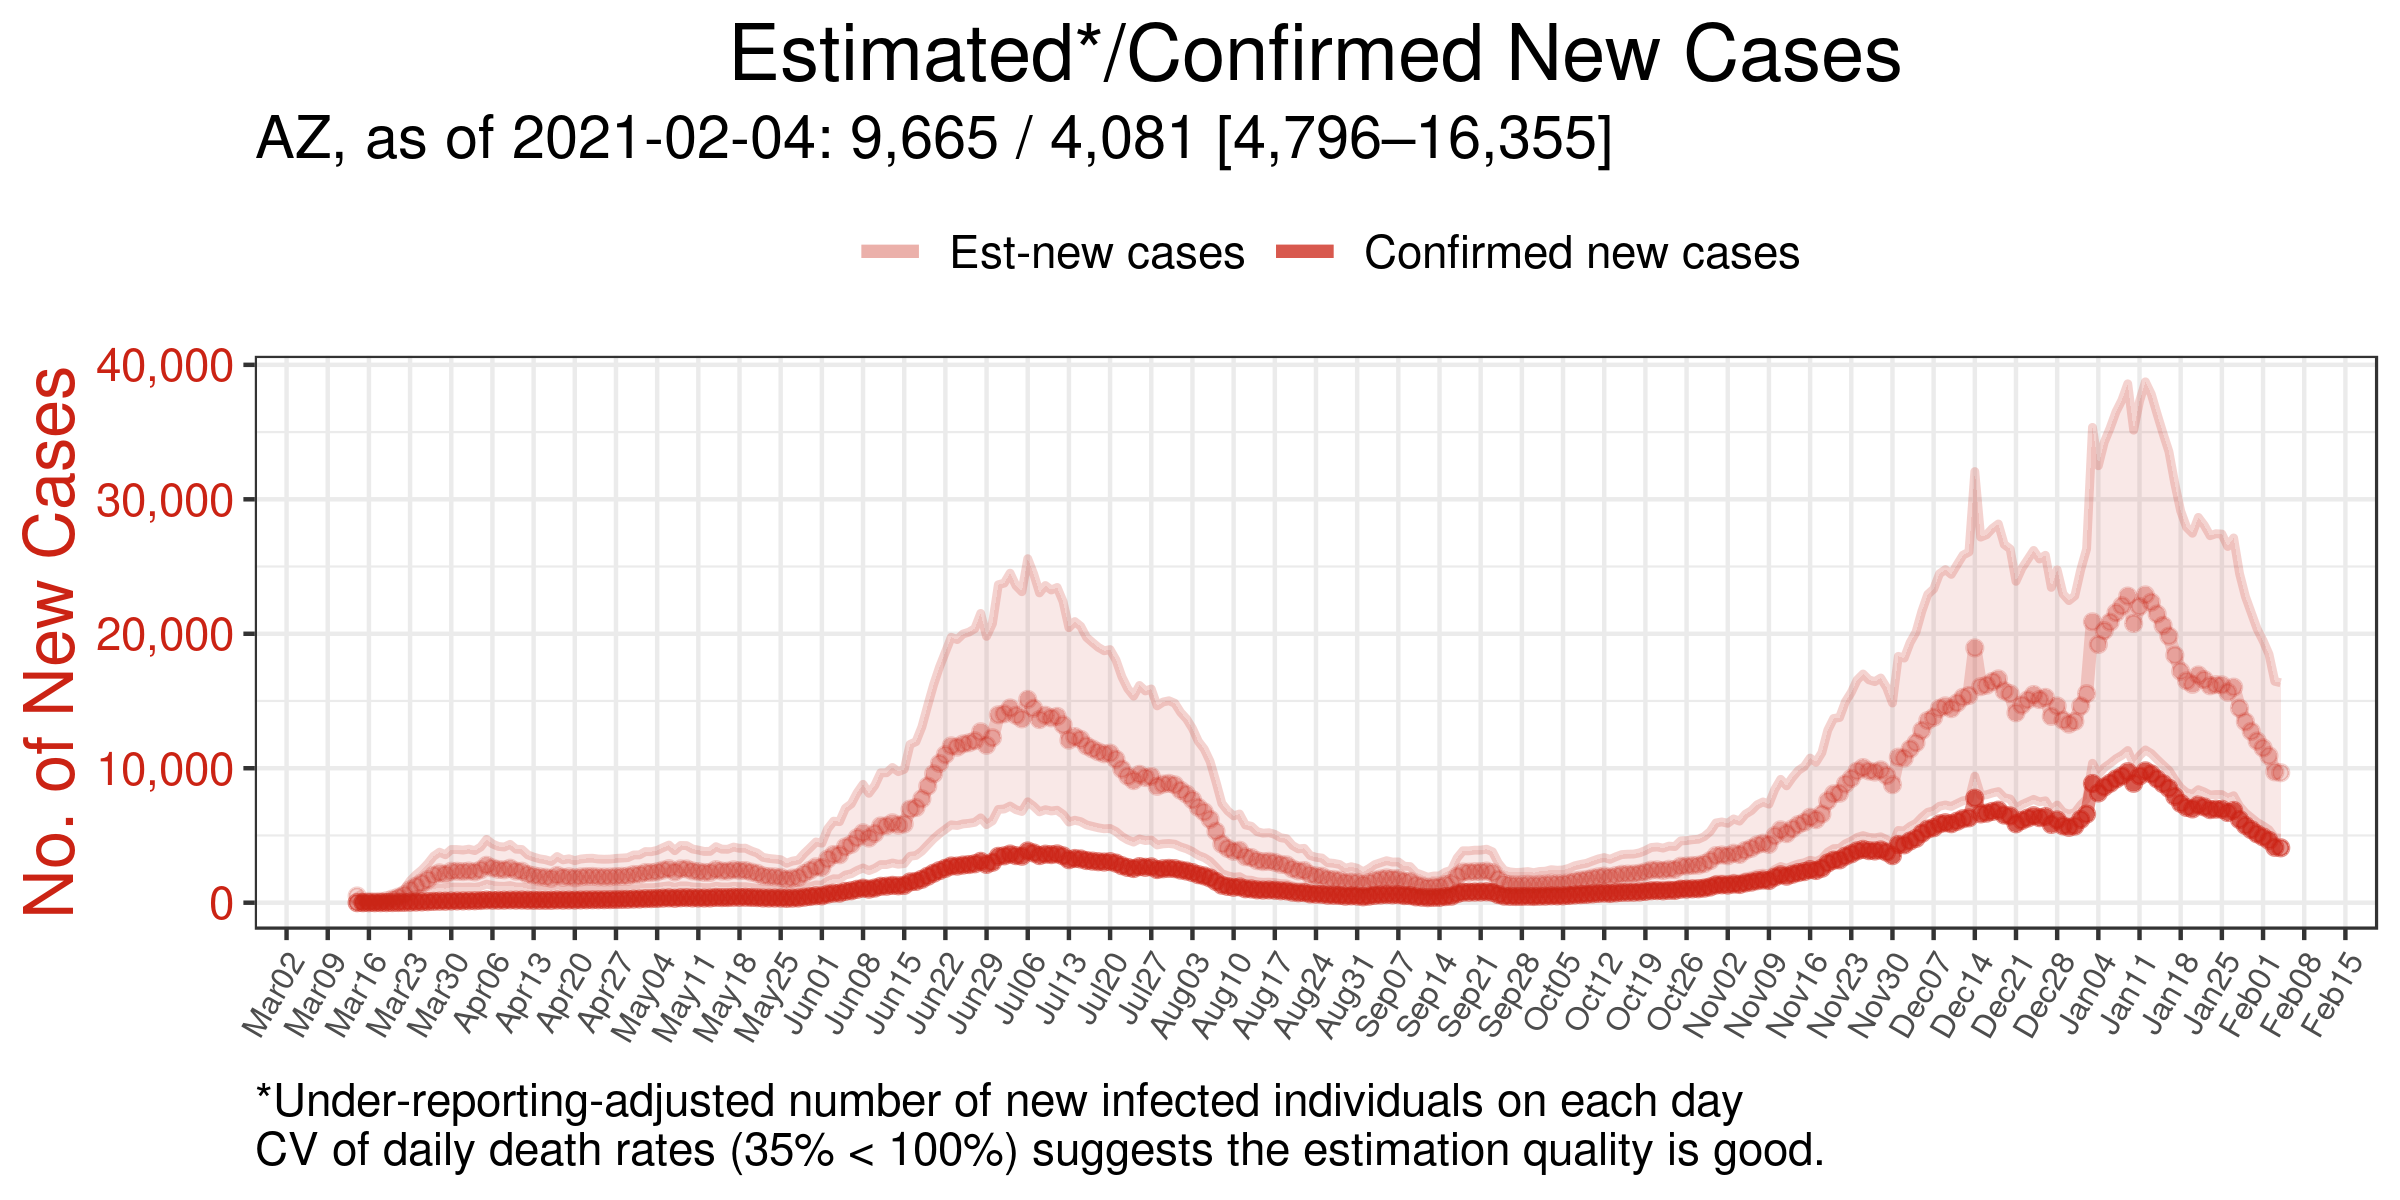 Estimated*/Confirmed New Cases
AZ, as of 2021-02-04: 9,665 / 4,081 [4,796–16,355]
Est-new cases Confirmed new cases
No. of New Cases
40,000
30,000
20,000
10,000
0
Mar02 Mar09 Mar16 Mar23 Mar30 Apr06 Apr13 Apr20 Apr27 May04 May11 May18 May25 Jun01 Jun08 Jun15 Jun22 Jun29 Jul06 Jul13 Jul20 Jul27 Aug03 Aug10 Aug17 Aug24 Aug31 Sep07 Sep14 Sep21 Sep28 Oct05 Oct12 Oct19 Oct26 Nov02 Nov09 Nov16 Nov23 Nov30 Dec07 Dec14 Dec21 Dec28 Jan04 Jan11 Jan18 Jan25 Feb01 Feb08 Feb15
*Under-reporting-adjusted number of new infected individuals on each day
CV of daily death rates (35% < 100%) suggests the estimation quality is good.